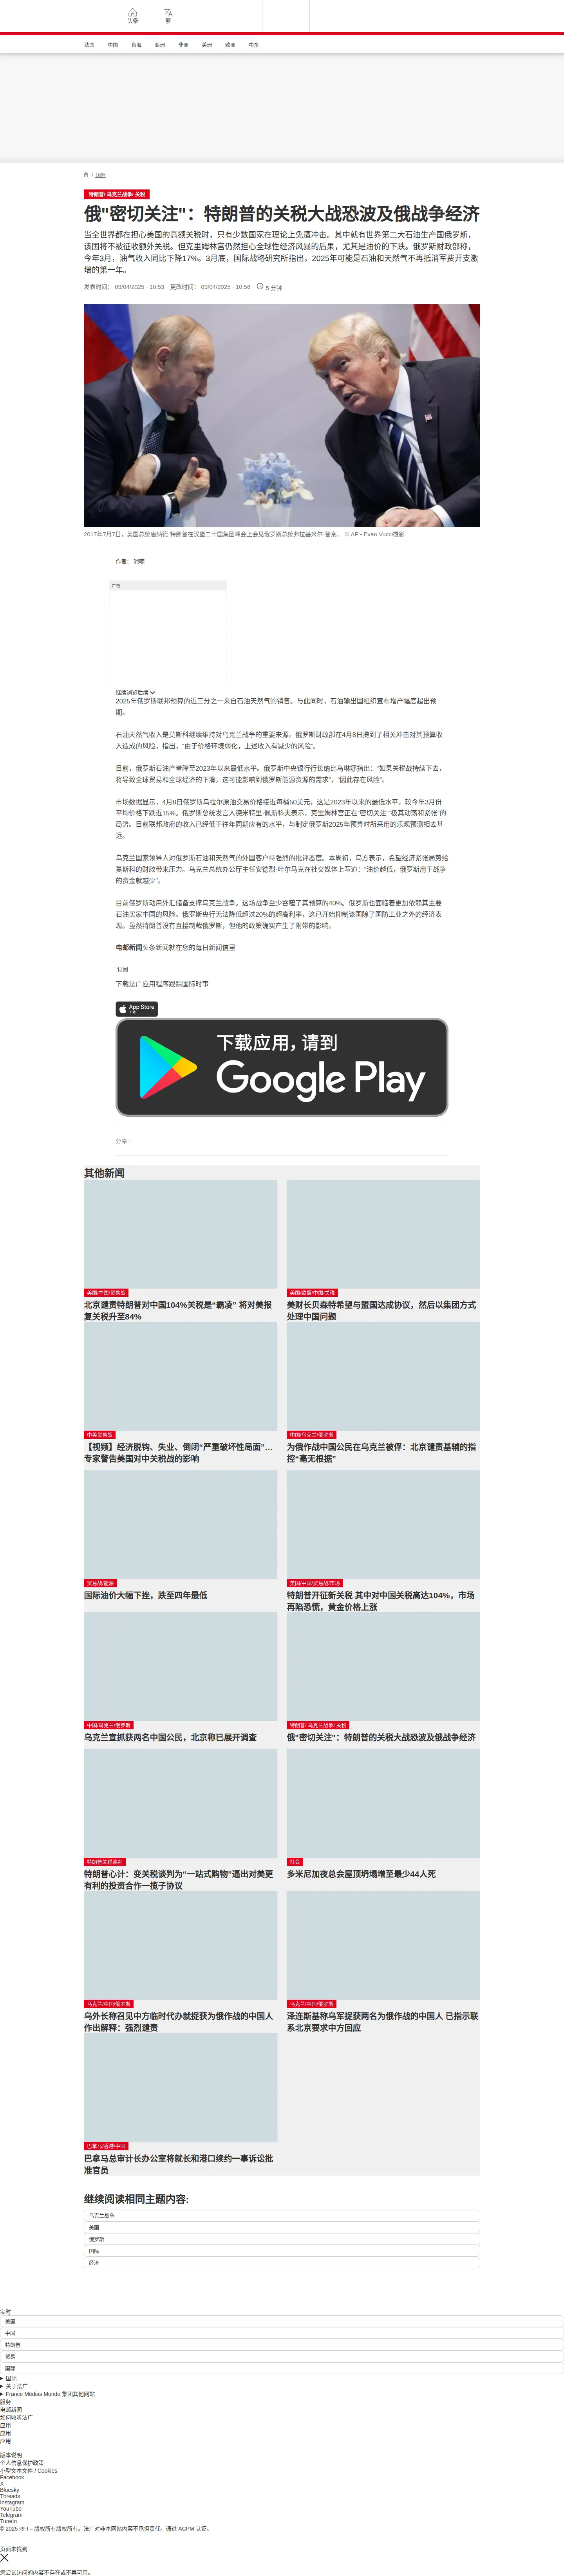 头条
繁
法国 中国 台海 亚洲 非洲 美洲 欧洲 中东
/ 国际
特朗普/ 乌克兰战争/ 关税
俄"密切关注"：特朗普的关税大战恐波及俄战争经济
当全世界都在担心美国的高额关税时，只有少数国家在理论上免遭冲击。其中就有世界第二大石油生产国俄罗斯，
该国将不被征收额外关税。但克里姆林宫仍然担心全球性经济风暴的后果，尤其是油价的下跌。俄罗斯财政部称，
今年3月，油气收入同比下降17%。3月底，国际战略研究所指出，2025年可能是石油和天然气不再抵消军费开支激
增的第一年。
发表时间： 09/04/2025 - 10:53 更改时间： 09/04/2025 - 10:56 5 分钟
2017年7月7日，美国总统唐纳德·特朗普在汉堡二十国集团峰会上会见俄罗斯总统弗拉基米尔·普京。 © AP - Evan Vucci摄影
作者： 呢喃
广告
继续浏览后续
2025年俄罗斯联邦预算的近三分之一来自石油天然气的销售。与此同时，石油输出国组织宣布增产幅度超出预
期。
石油天然气收入是莫斯科继续维持对乌克兰战争的重要来源。俄罗斯财政部在4月8日提到了相关冲击对其预算收
入造成的风险，指出，“由于价格环境弱化，上述收入有减少的风险”。
目前，俄罗斯石油产量降至2023年以来最低水平。俄罗斯中央银行行长纳比乌琳娜指出：“如果关税战持续下去，
将导致全球贸易和全球经济的下滑，这可能影响到俄罗斯能源资源的需求”，“因此存在风险”。
市场数据显示，4月8日俄罗斯乌拉尔原油交易价格接近每桶50美元，这是2023年以来的最低水平，较今年3月份
平均价格下跌近15%。俄罗斯总统发言人德米特里·佩斯科夫表示，克里姆林宫正在“密切关注”“极其动荡和紧张”的
局势。目前联邦政府的收入已经低于往年同期应有的水平，与制定俄罗斯2025年预算时所采用的乐观预测相去甚
远。
乌克兰国家领导人对俄罗斯石油和天然气的外国客户持强烈的批评态度。本周初，乌方表示，希望经济紧张局势给
莫斯科的财政带来压力。乌克兰总统办公厅主任安德烈·叶尔马克在社交媒体上写道：“油价越低，俄罗斯用于战争
的资金就越少”。
目前俄罗斯动用外汇储备支撑乌克兰战争。这场战争至少吞噬了其预算的40%。俄罗斯也面临着更加依赖其主要
石油买家中国的风险。俄罗斯央行无法降低超过20%的超高利率，这已开始抑制该国除了国防工业之外的经济表
现。虽然特朗普没有直接制裁俄罗斯，但他的政策确实产生了附带的影响。
电邮新闻头条新闻就在您的每日新闻信里
订阅
下载法广应用程序跟踪国际时事
App Store
下载
下载应用，请到
Google Play
分享 :
其他新闻
美国/中国/贸易战
北京谴责特朗普对中国104%关税是“霸凌” 将对美报
复关税升至84%
美国/欧盟/中国/关税
美财长贝森特希望与盟国达成协议，然后以集团方式
处理中国问题
中美贸易战
【视频】经济脱钩、失业、倒闭“严重破坏性局面”…
专家警告美国对中关税战的影响
中国/乌克兰/俄罗斯
为俄作战中国公民在乌克兰被俘：北京谴责基辅的指
控“毫无根据”
贸易战/能源
国际油价大幅下挫，跌至四年最低
美国/中国/贸易战/市场
特朗普开征新关税 其中对中国关税高达104%，市场
再陷恐慌，黄金价格上涨
中国/乌克兰/俄罗斯
乌克兰宣抓获两名中国公民，北京称已展开调查
特朗普/ 乌克兰战争/ 关税
俄"密切关注"：特朗普的关税大战恐波及俄战争经济
特朗普关税谈判
特朗普心计：变关税谈判为“一站式购物”逼出对美更
有利的投资合作一揽子协议
社会
多米尼加夜总会屋顶坍塌增至最少44人死
乌克兰/中国/俄罗斯
乌外长称召见中方临时代办就捉获为俄作战的中国人
作出解释：强烈谴责
乌克兰/中国/俄罗斯
泽连斯基称乌军捉获两名为俄作战的中国人 已指示联
系北京要求中方回应
巴拿马/香港/中国
巴拿马总审计长办公室将就长和港口续约一事诉讼批
准官员
继续阅读相同主题内容:
乌克兰战争
美国
俄罗斯
国际
经济
实时
美国
中国
特朗普
贸易
国际
国际
关于法广
France Médias Monde 集团其他网站
服务
电邮新闻
如何收听法广
应用
应用
应用
版本说明
个人信息保护政策
小型文本文件 / Cookies
Facebook
X
Bluesky
Threads
Instagram
YouTube
Telegram
TuneIn
© 2025 RFI – 版权所有版权所有。法广对非本网站内容不承担责任。通过 ACPM 认证。
页面未找到
您尝试访问的内容不存在或不再可用。